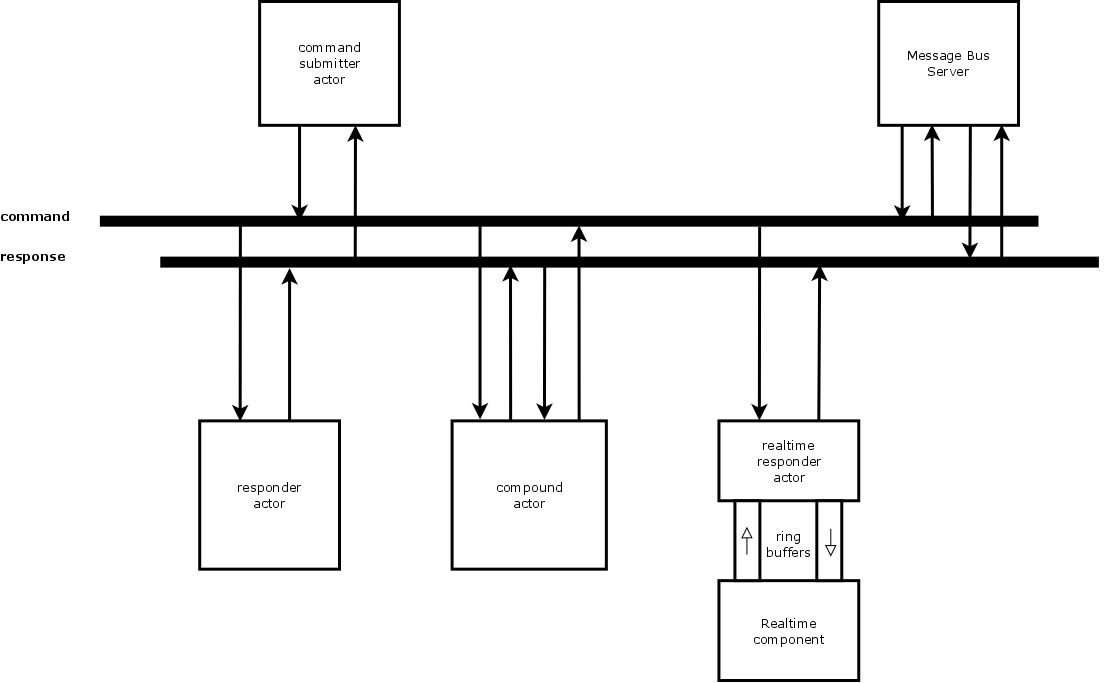 command
submitter
actor
Message Bus
Server
command
response
responder
actor
compound
actor
realtime
responder
actor
ring
buffers
Realtime
component